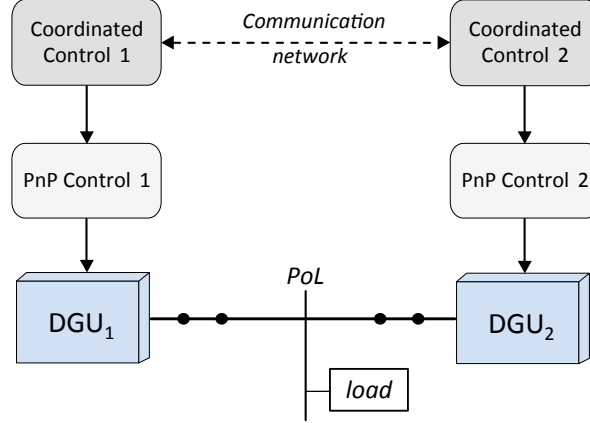 Coordinated
Control 1
Communication
network
Coordinated
Control 2
PnP Control 1
PnP Control 2
PoL
DGU₁
DGU₂
load